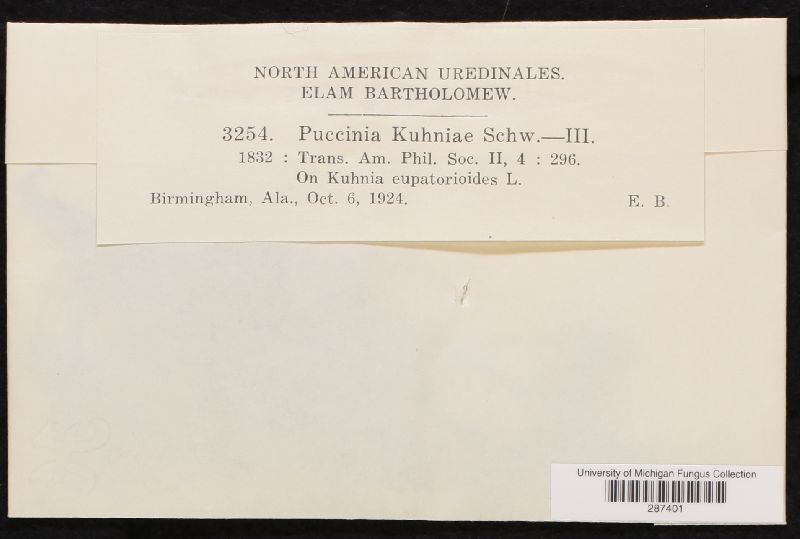 NORTH AMERICAN UREDINALES.
ELAM BARTHOLOMEW.
3254. Puccinia Kuhniae Schw.—III.
1832 : Trans. Am. Phil. Soc. II, 4 : 296.
On Kuhnia eupatorioides L.
Birmingham, Ala., Oct. 6, 1924. E. B.
University of Michigan Fungus Collection
287401